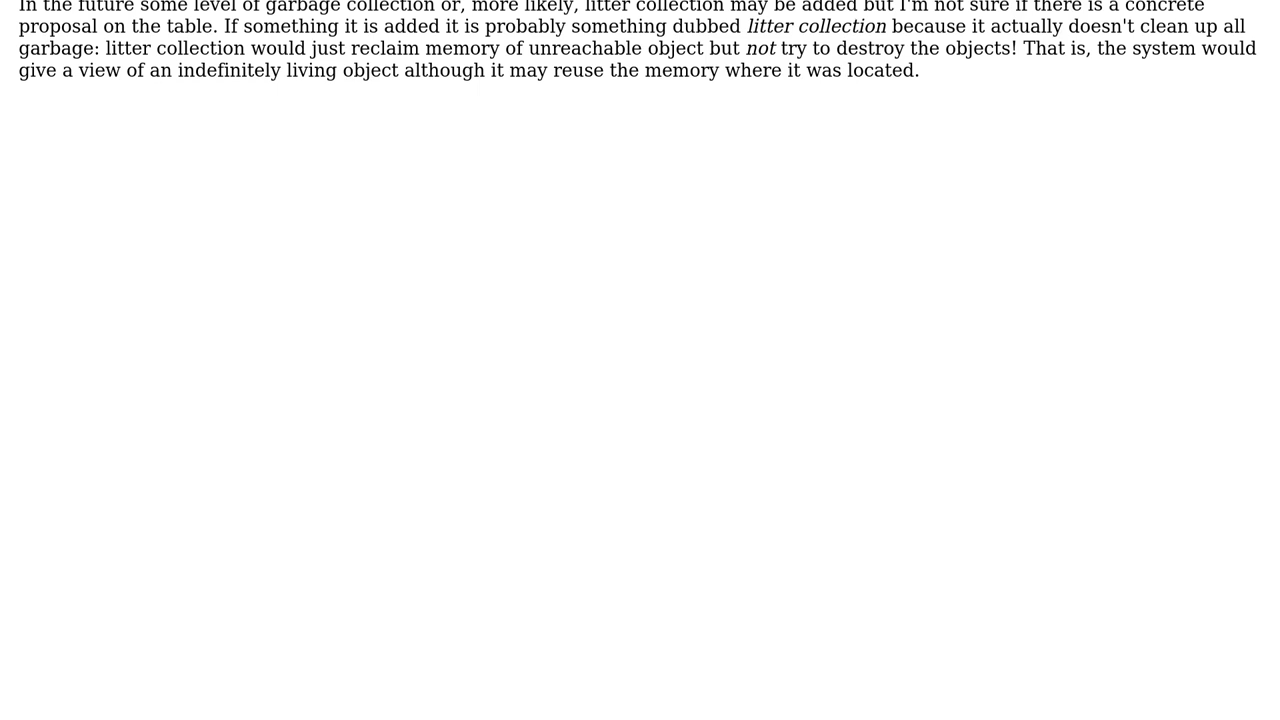 In the future some level of garbage collection or, more likely, litter collection may be added but I'm not sure if there is a concrete
proposal on the table. If something it is added it is probably something dubbed litter collection because it actually doesn't clean up all
garbage: litter collection would just reclaim memory of unreachable object but not try to destroy the objects! That is, the system would
give a view of an indefinitely living object although it may reuse the memory where it was located.